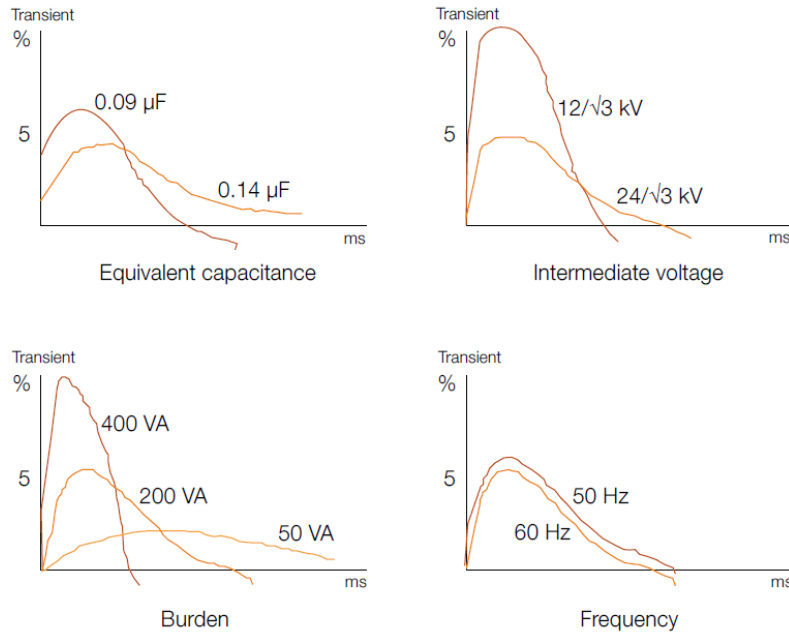 Transient
%
5
0.09 µF
0.14 µF
ms
Equivalent capacitance
Transient
%
5
12/√3 kV
24/√3 kV
ms
Intermediate voltage
Transient
%
5
400 VA
200 VA
50 VA
ms
Burden
Transient
%
5
50 Hz
60 Hz
ms
Frequency